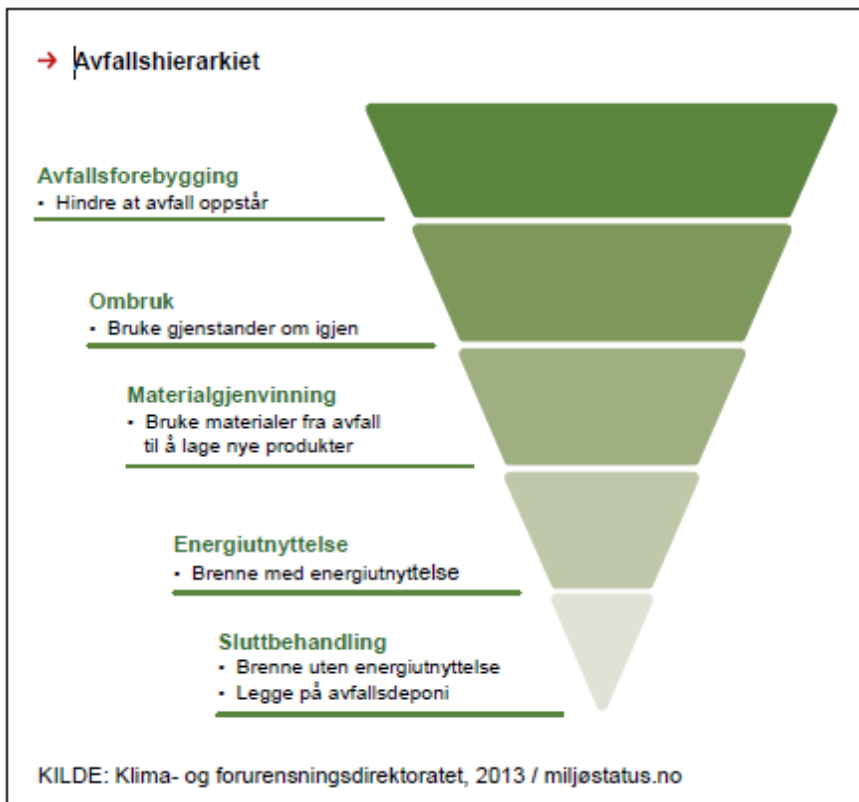 → Avfallshierarkiet
Avfallsforebygging
• Hindre at avfall oppstår
Ombruk
• Bruke gjenstander om igjen
Materialgjenvinning
• Bruke materialer fra avfall
til å lage nye produkter
Energiutnyttelse
• Brenne med energiutnyttelse
Sluttbehandling
• Brenne uten energiutnyttelse
• Legge på avfallsdeponi
KILDE: Klima- og forurensningsdirektoratet, 2013 / miljøstatus.no